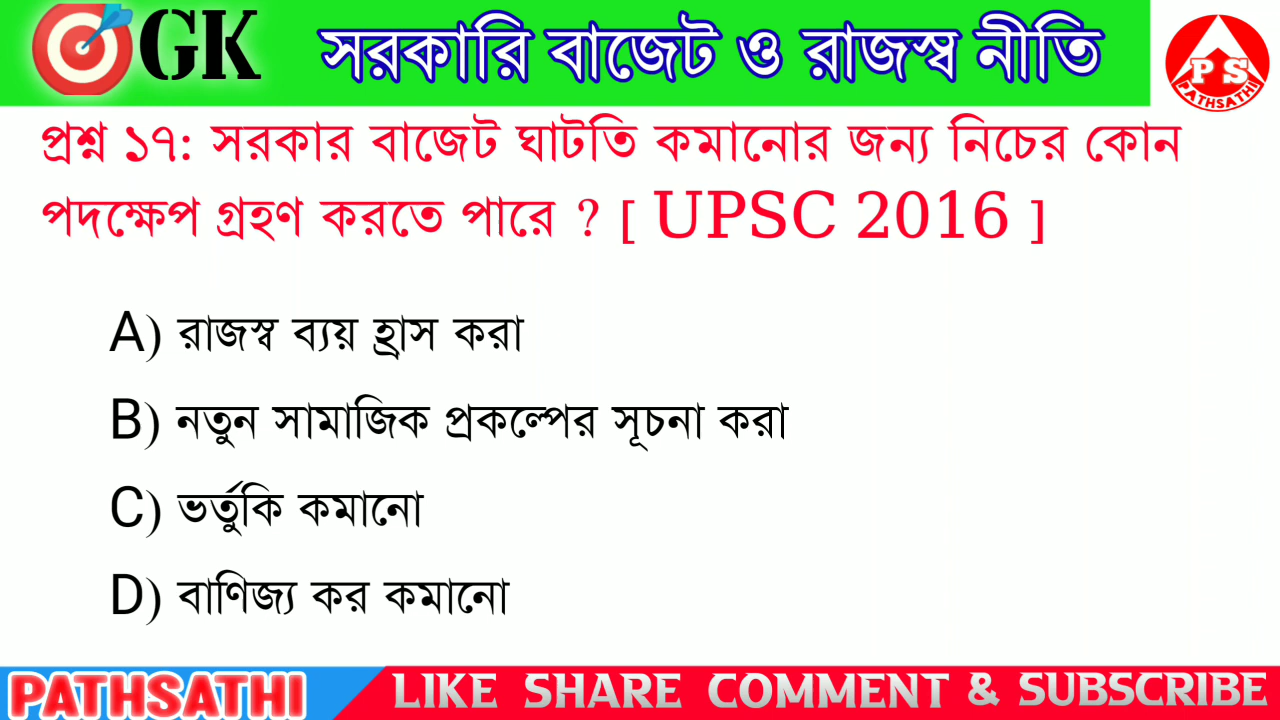 GK সরকারি বাজেট ও রাজস্ব নীতি
PS
PATHSATHI
প্রশ্ন ১৭: সরকার বাজেট ঘাটতি কমানোর জন্য নিচের কোন
পদক্ষেপ গ্রহণ করতে পারে ? [ UPSC 2016 ]
A) রাজস্ব ব্যয় হ্রাস করা
B) নতুন সামাজিক প্রকল্পের সূচনা করা
C) ভর্তুকি কমানো
D) বাণিজ্য কর কমানো
PATHSATHI LIKE SHARE COMMENT & SUBSCRIBE